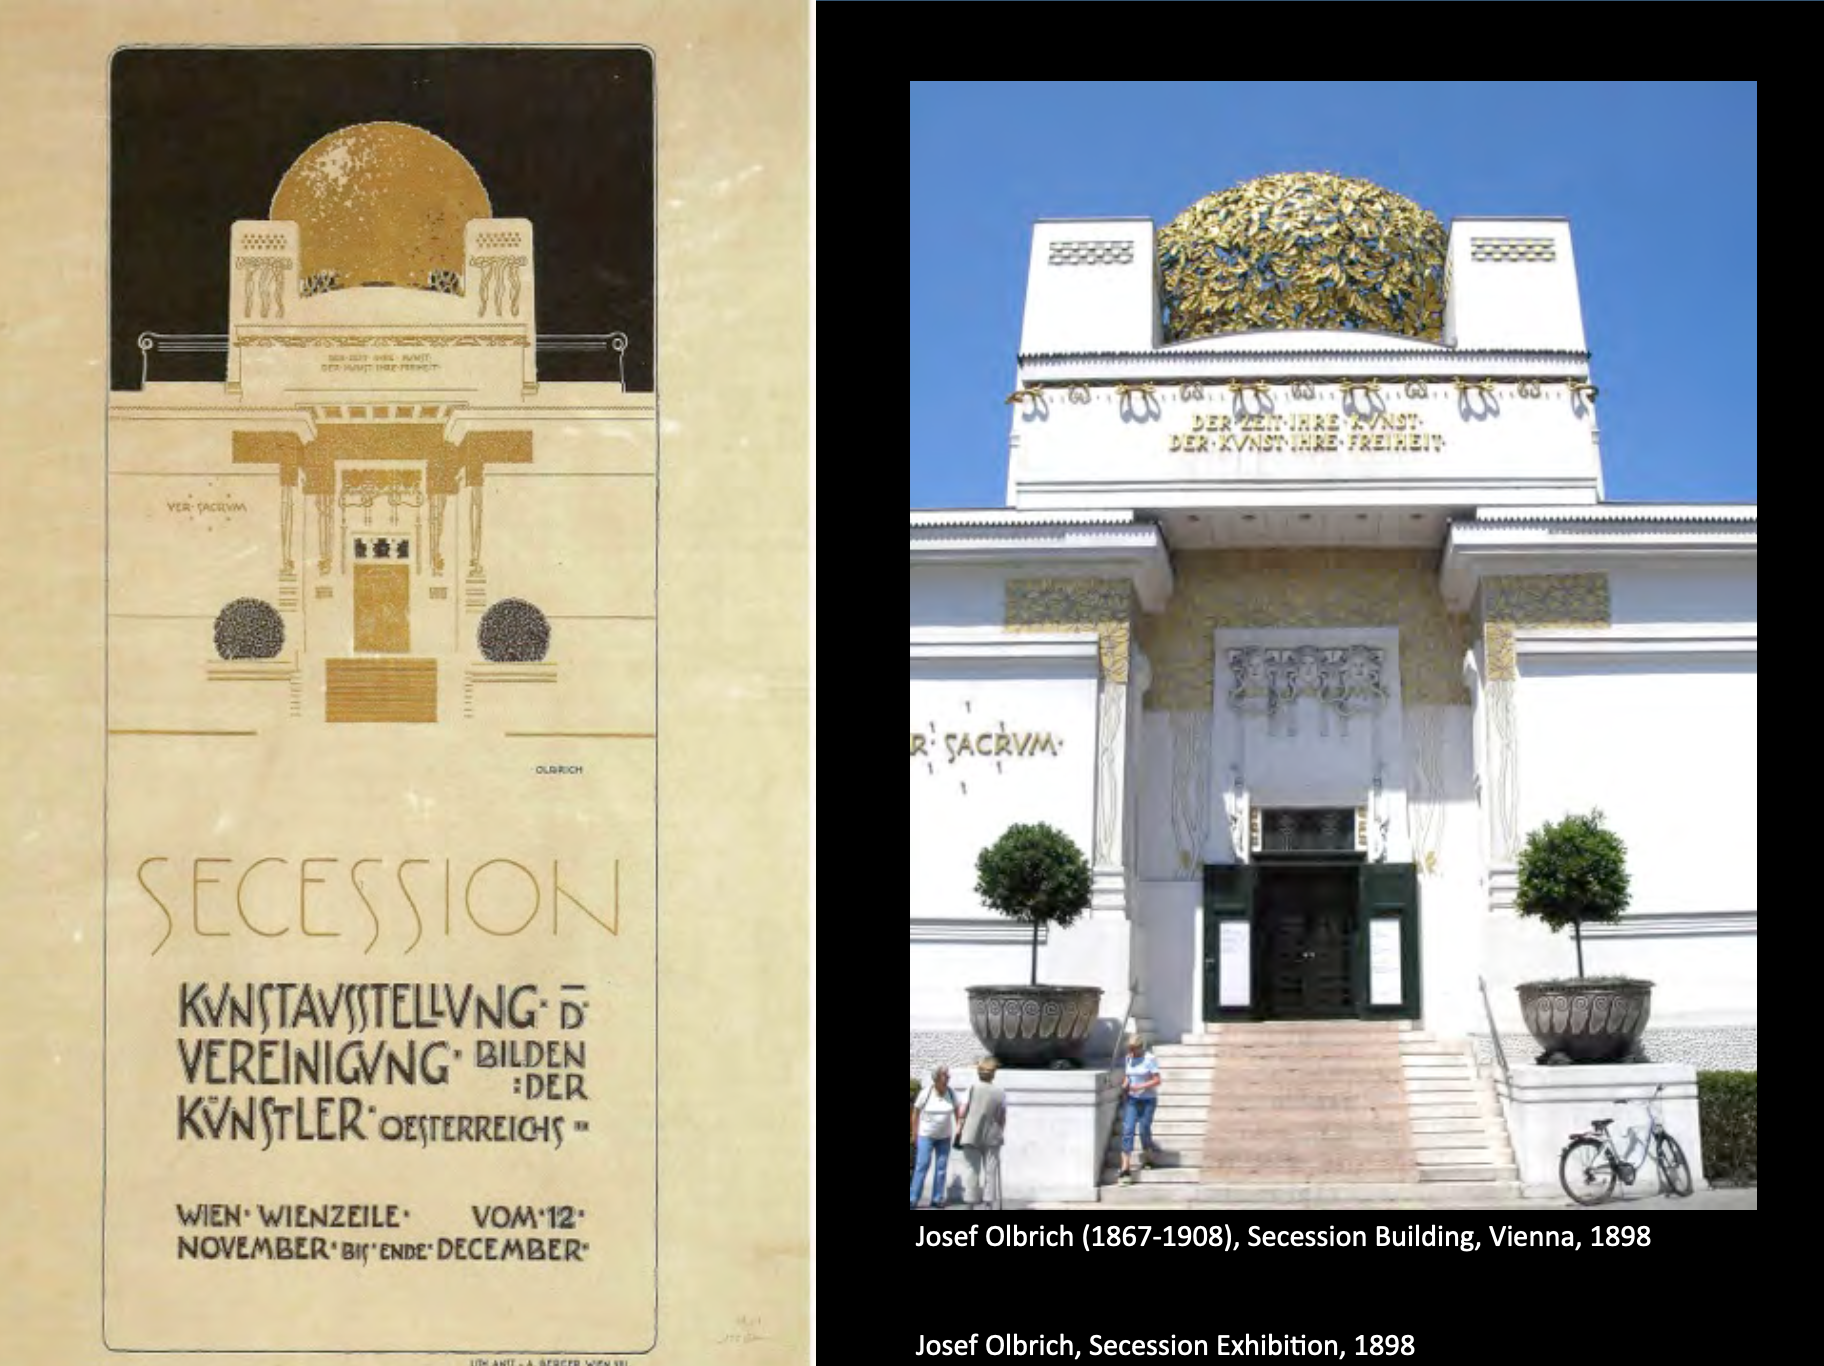 DER·ZEIT·IHRE·KVNST·
DER·KVNST·IHRE·FREIHEIT·
VER·SACRVM
OLBRICH
SECESSION
KVNSTAVSSTELLVNG· D̄·
VEREINIGVNG· BILDEN
:DER
KÜNSTLER· OESTERREICHS
WIEN· WIENZEILE· VOM·12·
NOVEMBER·BIS·ENDE·DECEMBER·
DER·ZEIT·IHRE·KVNST·
DER·KVNST·IHRE·FREIHEIT·
R·SACRVM·
Josef Olbrich (1867-1908), Secession Building, Vienna, 1898
Josef Olbrich, Secession Exhibition, 1898